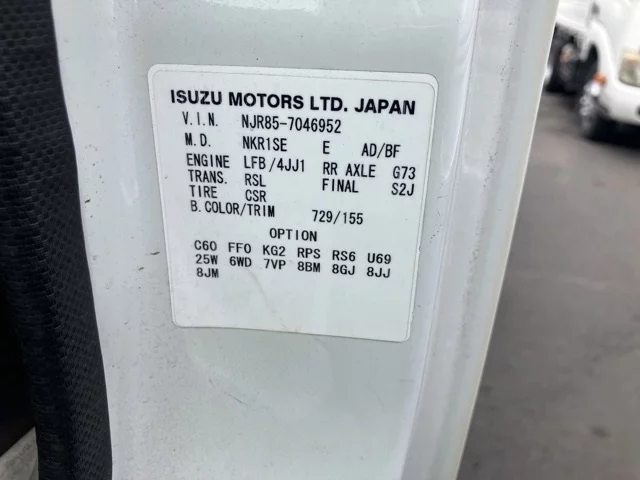 ISUZU MOTORS LTD. JAPAN
V.I.N. NJR85-7046952
M.D. NKR1SE E AD/BF
ENGINE LFB/4JJ1 RR AXLE G73
TRANS. RSL FINAL S2J
TIRE CSR
B.COLOR/TRIM 729/155
OPTION
C60 FF0 KG2 RPS RS6 U69
25W 6WD 7VP 8BM 8GJ 8JJ
8JM